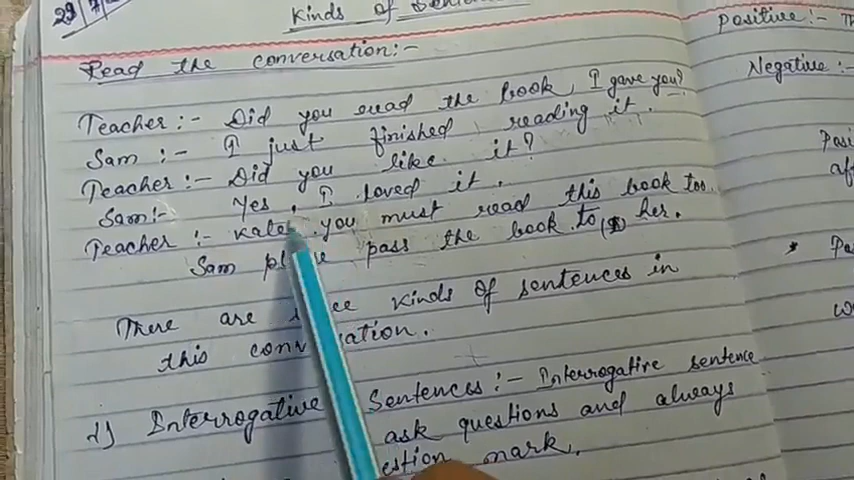 29/7/
Kinds of
Read the conversation:-
Teacher:- Did you read the book, I gave you?
Sam :- I just finished reading it.
Teacher:- Did you like it?
Sam:- Yes, I loved it.
Teacher :- Kate, you must read this book too.
Sam pass the book to her.
There are kinds of sentences in
this
1) Interrogative Sentences:- Interrogative sentence
ask questions and always
mark.
Positive:-
Negative:-